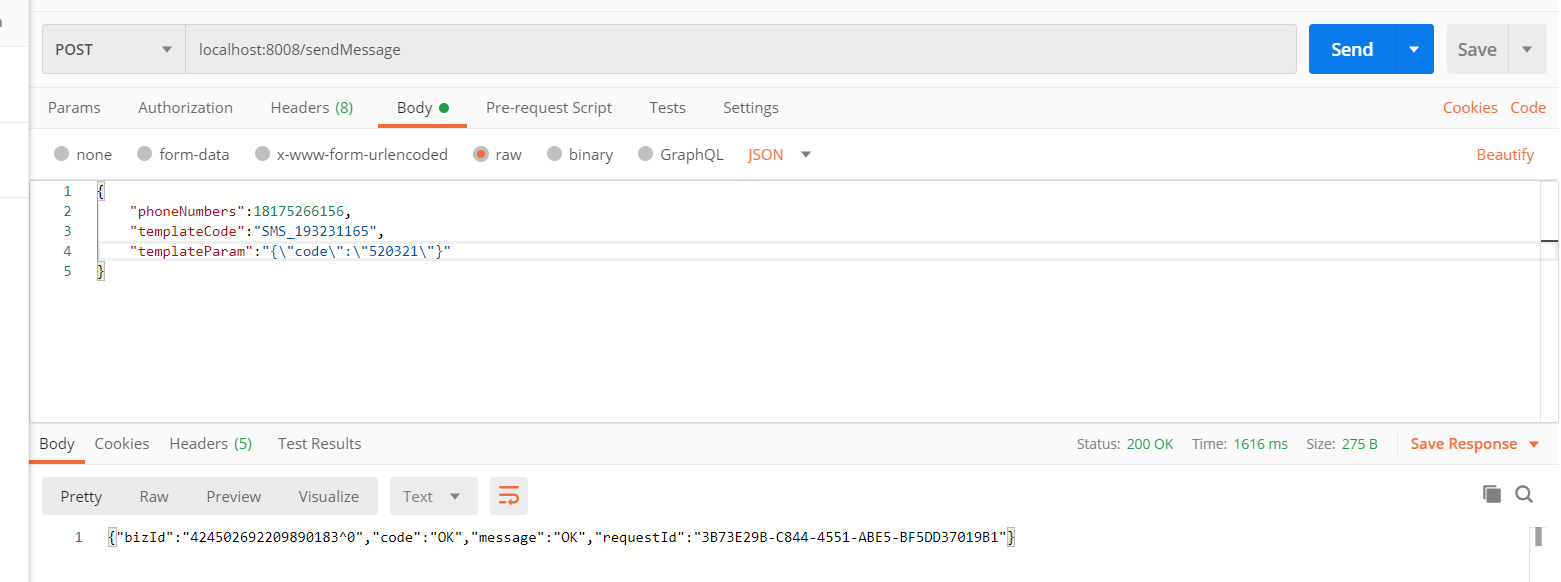 POST localhost:8008/sendMessage Send Save
Params Authorization Headers (8) Body Pre-request Script Tests Settings Cookies Code
none form-data x-www-form-urlencoded raw binary GraphQL JSON Beautify
1 {
2 "phoneNumbers":18175266156,
3 "templateCode":"SMS_193231165",
4 "templateParam":"{\"code\":\"520321\"}"
5 }
Body Cookies Headers (5) Test Results Status: 200 OK Time: 1616 ms Size: 275 B Save Response
Pretty Raw Preview Visualize Text
1 {"bizId":"424502692209890183^0","code":"OK","message":"OK","requestId":"3B73E29B-C844-4551-ABE5-BF5DD37019B1"}